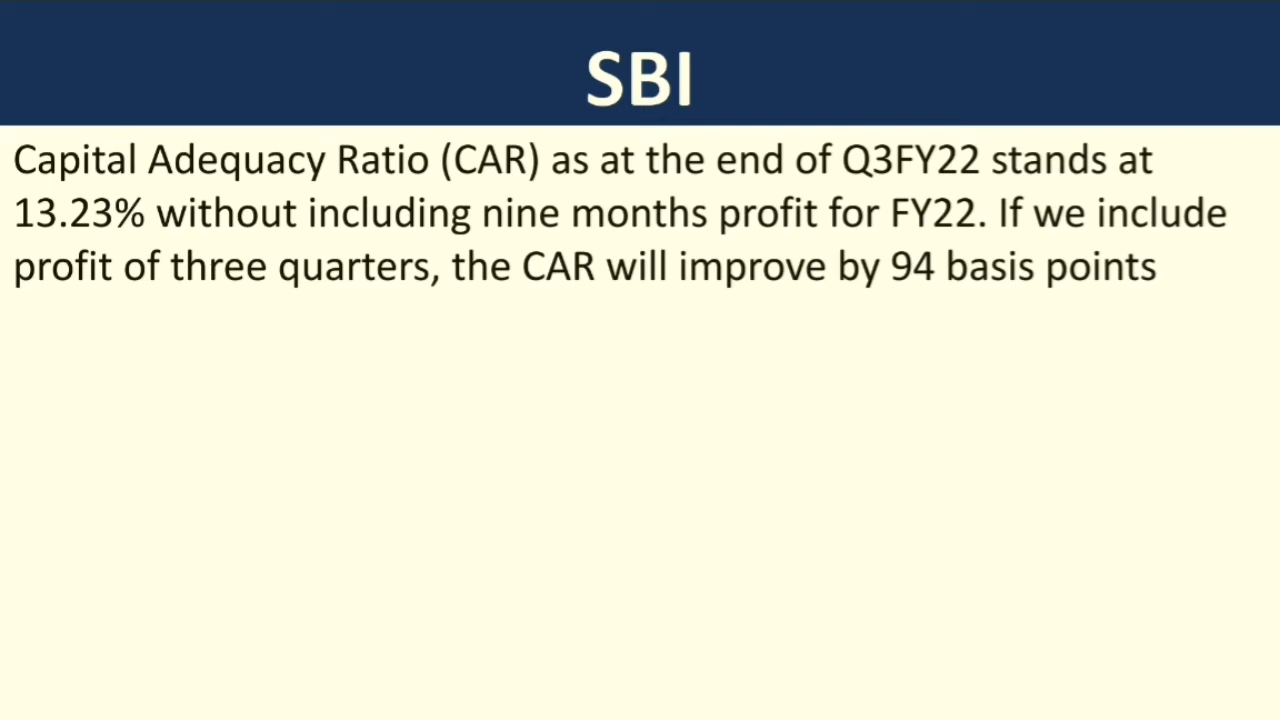 SBI
Capital Adequacy Ratio (CAR) as at the end of Q3FY22 stands at
13.23% without including nine months profit for FY22. If we include
profit of three quarters, the CAR will improve by 94 basis points